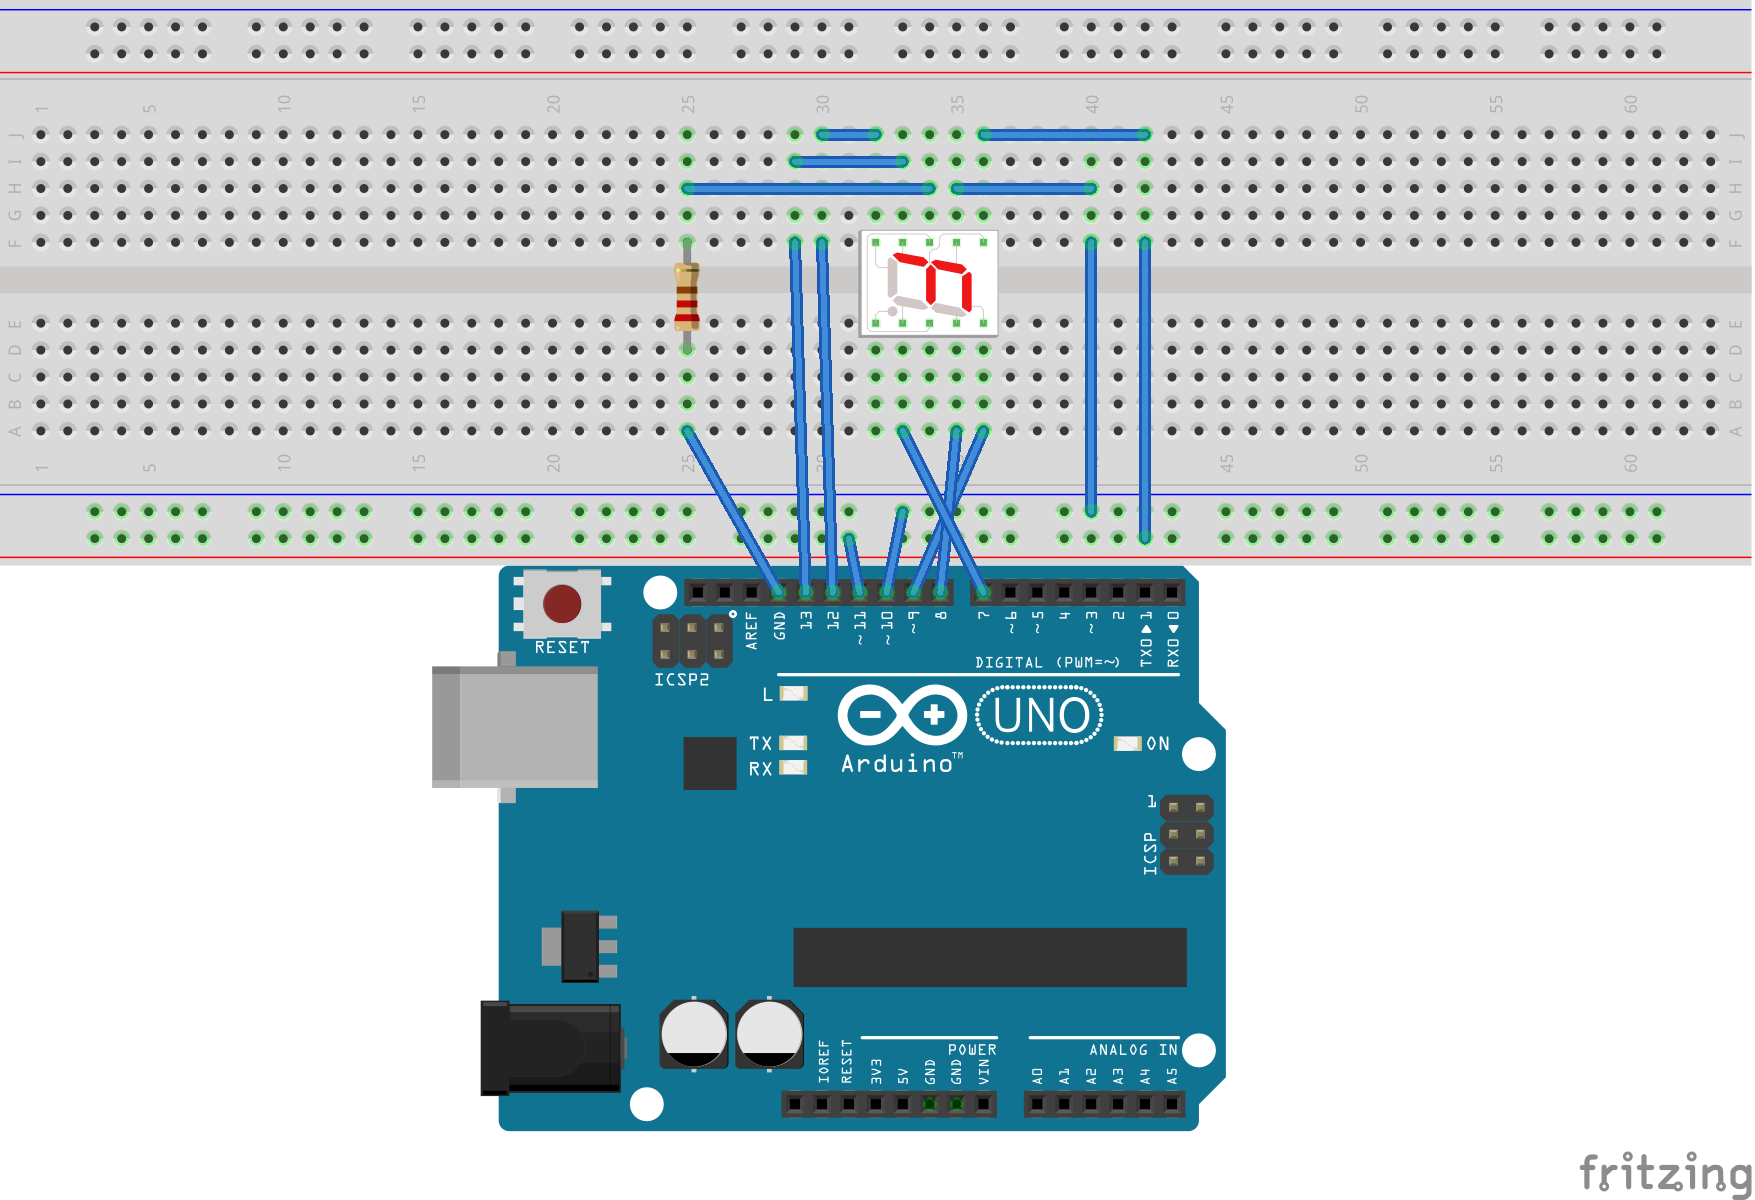 1 5 10 15 20 25 30 35 40 45 50 55 60
J J
I I
H H
G G
F F
E E
D D
C C
B B
A A
1 5 10 15 20 25 30 35 40 45 50 55 60
AREF GND 13 12 ~11 ~10 ~9 8 7 ~6 ~5 4 ~3 2 TX0▶1 RX0◀0
RESET
DIGITAL (PWM=~)
ICSP2
L
UNO
TX
ON
RX
Arduino™
1
ICSP
POWER
ANALOG IN
IOREF RESET 3V3 5V GND GND VIN A0 A1 A2 A3 A4 A5
fritzing